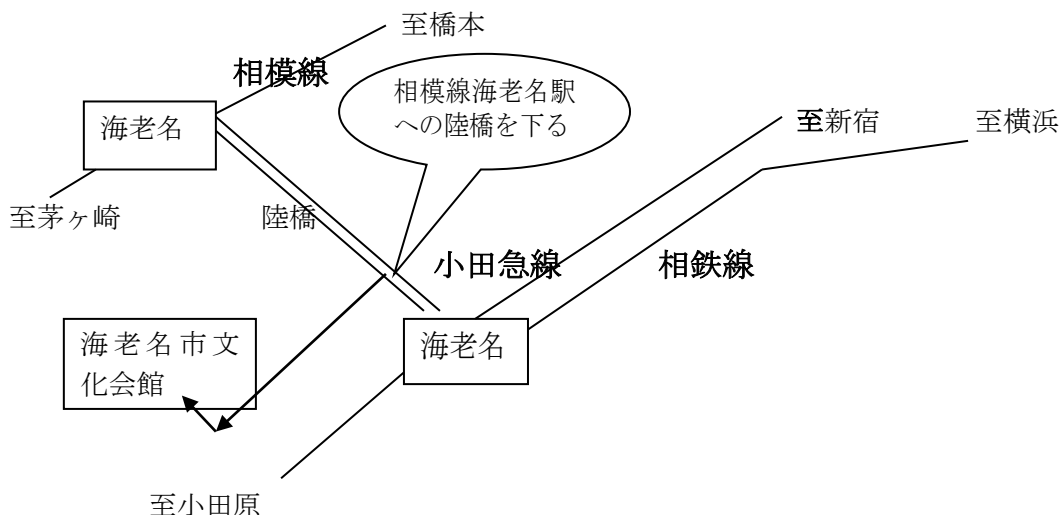 至橋本
相模線
相模線海老名駅
への陸橋を下る
海老名
至新宿
至横浜
至茅ヶ崎
陸橋
小田急線
相鉄線
海老名市文
化会館
海老名
至小田原